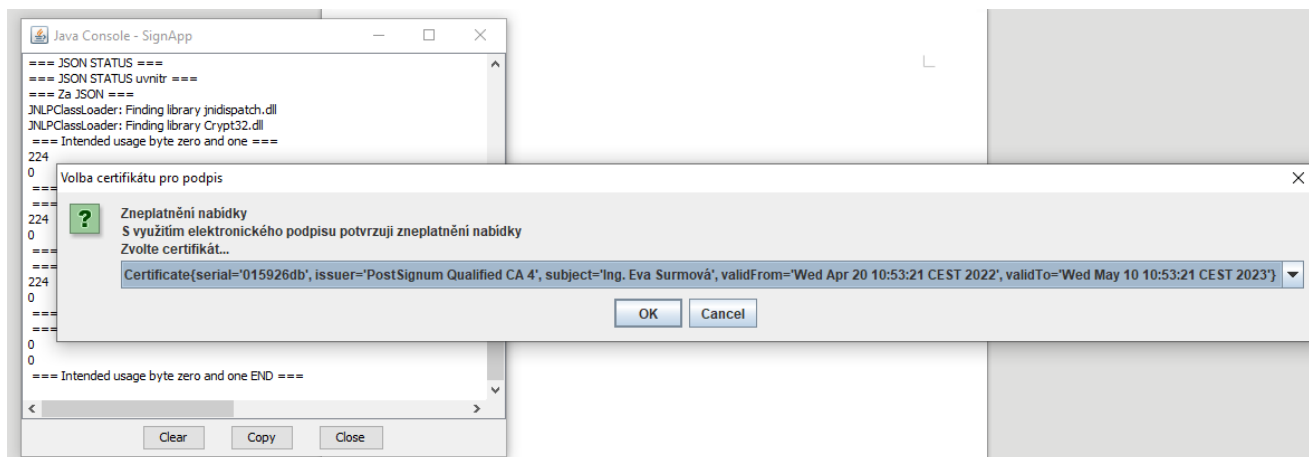 Java Console - SignApp
=== JSON STATUS ===
=== JSON STATUS uvnitr ===
=== Za JSON ===
JNLPClassLoader: Finding library jnidispatch.dll
JNLPClassLoader: Finding library Crypt32.dll
=== Intended usage byte zero and one ===
224
0
===
===
224
0
===
===
224
0
===
===
0
0
=== Intended usage byte zero and one END ===
Clear Copy Close
Volba certifikátu pro podpis
Zneplatnění nabídky
S využitím elektronického podpisu potvrzuji zneplatnění nabídky
Zvolte certifikát...
Certificate{serial='015926db', issuer='PostSignum Qualified CA 4', subject='Ing. Eva Surmová', validFrom='Wed Apr 20 10:53:21 CEST 2022', validTo='Wed May 10 10:53:21 CEST 2023'}
OK Cancel